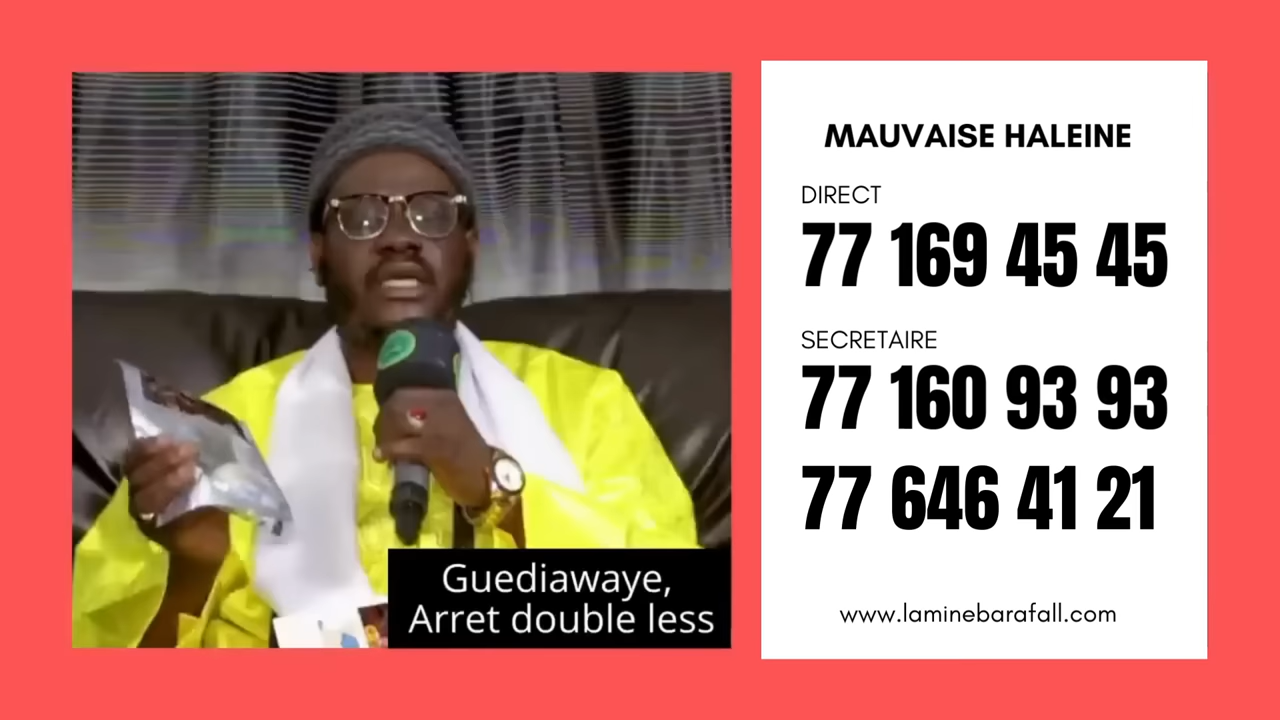 MAUVAISE HALEINE
DIRECT
77 169 45 45
SECRETAIRE
77 160 93 93
77 646 41 21
www.laminebarafall.com
Guediawaye,
Arret double less